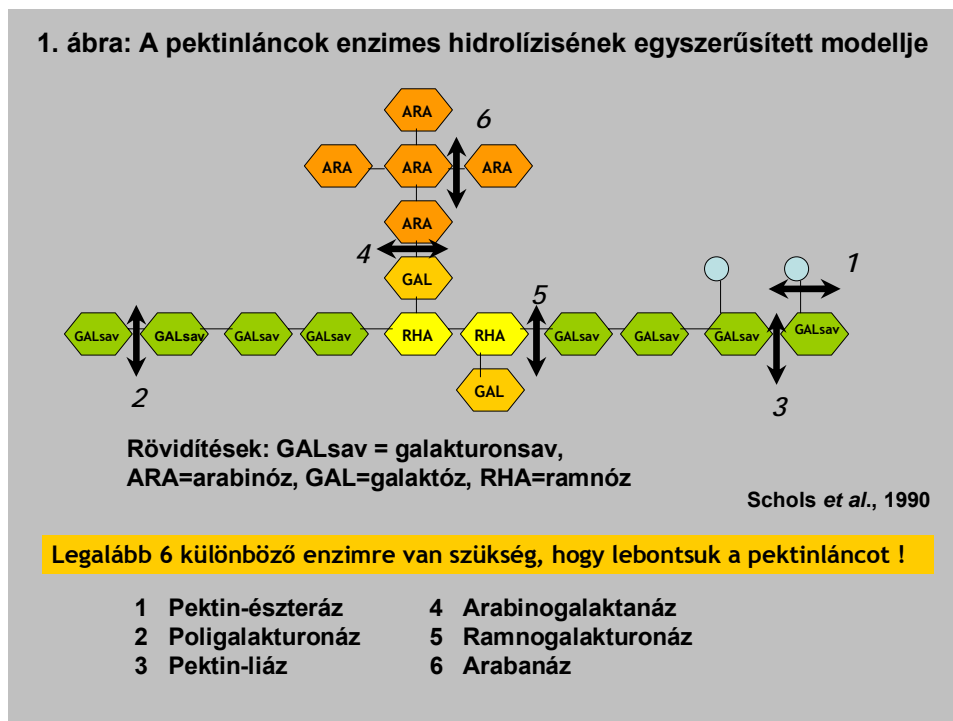 1. ábra: A pektinláncok enzimes hidrolízisének egyszerűsített modellje
ARA
6
ARA ARA ARA
ARA
4
GAL
1
5
GALsav GALsav GALsav GALsav RHA RHA GALsav GALsav GALsav GALsav
GAL
2
3
Rövidítések: GALsav = galakturonsav,
ARA=arabinóz, GAL=galaktóz, RHA=ramnóz
Schols et al., 1990
Legalább 6 különböző enzimre van szükség, hogy lebontsuk a pektinláncot !
1 Pektin-észteráz 4 Arabinogalaktanáz
2 Poligalakturonáz 5 Ramnogalakturonáz
3 Pektin-liáz 6 Arabanáz